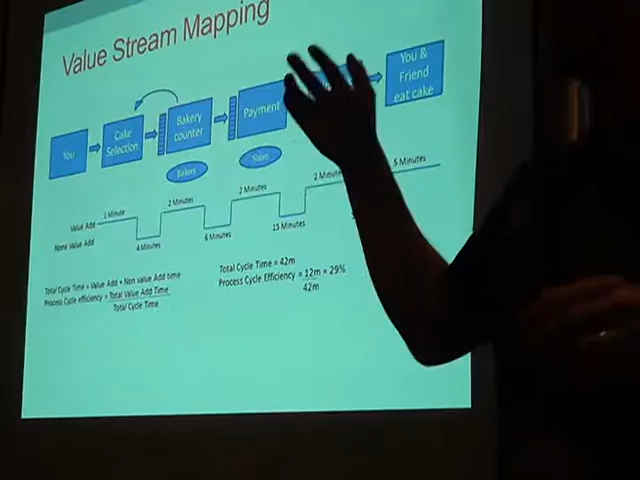 Value Stream Mapping
You
Cake
Selection
Bakery
counter
Payment
You &
Friend
eat cake
Bakery
Sales
Value Add
1 Minute
2 Minutes
2 Minutes
2 Minute
5 Minutes
None Value Add
4 Minutes
6 Minutes
15 Minutes
Total Cycle Time = Value Add + Non value Add time
Process Cycle efficiency = Total Value Add Time
Total Cycle Time
Total Cycle Time = 42m
Process Cycle Efficiency = 12m = 29%
42m